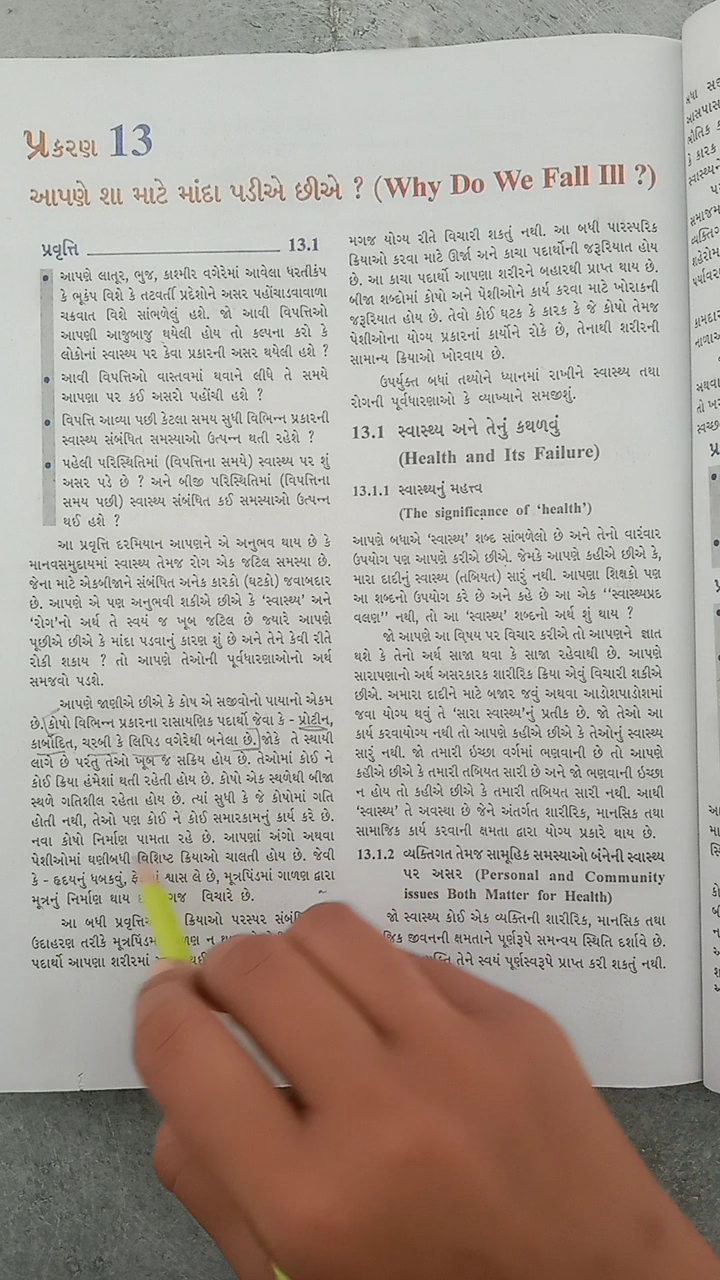 પ્રકરણ 13
આપણે શા માટે માંદા પડીએ છીએ ? (Why Do We Fall Ill ?)
પ્રવૃત્તિ 13.1
આપણે લાતૂર, ભુજ, કાશ્મીર વગેરેમાં આવેલા ધરતીકંપ
કે ભૂકંપ વિશે કે તટવર્તી પ્રદેશોને અસર પહોંચાડવાવાળા
ચક્રવાત વિશે સાંભળેલું હશે. જો આવી વિપત્તિઓ
આપણી આજુબાજુ થયેલી હોય તો કલ્પના કરો કે
લોકોનાં સ્વાસ્થ્ય પર કેવા પ્રકારની અસર થયેલી હશે ?
આવી વિપત્તિઓ વાસ્તવમાં થવાને લીધે તે સમયે
આપણા પર કઈ અસરો પહોંચી હશે ?
વિપત્તિ આવ્યા પછી કેટલા સમય સુધી વિભિન્ન પ્રકારની
સ્વાસ્થ્ય સંબંધિત સમસ્યાઓ ઉત્પન્ન થતી રહેશે ?
પહેલી પરિસ્થિતિમાં (વિપત્તિના સમયે) સ્વાસ્થ્ય પર શું
અસર પડે છે ? અને બીજી પરિસ્થિતિમાં (વિપત્તિના
સમય પછી) સ્વાસ્થ્ય સંબંધિત કઈ સમસ્યાઓ ઉત્પન્ન
થઈ હશે ?
આ પ્રવૃત્તિ દરમિયાન આપણને એ અનુભવ થાય છે કે
માનવસમુદાયમાં સ્વાસ્થ્ય તેમજ રોગ એક જટિલ સમસ્યા છે.
જેના માટે એકબીજાને સંબંધિત અનેક કારકો (ઘટકો) જવાબદાર
છે. આપણે એ પણ અનુભવી શકીએ છીએ કે ‘સ્વાસ્થ્ય’ અને
‘રોગ’નો અર્થ તે સ્વયં જ ખૂબ જટિલ છે જ્યારે આપણે
પૂછીએ છીએ કે માંદા પડવાનું કારણ શું છે અને તેને કેવી રીતે
રોકી શકાય ? તો આપણે તેઓની પૂર્વધારણાઓનો અર્થ
સમજવો પડશે.
આપણે જાણીએ છીએ કે કોષ એ સજીવોનો પાયાનો એકમ
છે. કોષો વિભિન્ન પ્રકારના રાસાયણિક પદાર્થો જેવા કે - પ્રોટીન,
કાર્બોદિત, ચરબી કે લિપિડ વગેરેથી બનેલા છે. જોકે તે સ્થાયી
લાગે છે પરંતુ તેઓ ખૂબ જ સક્રિય હોય છે. તેઓમાં કોઈ ને
કોઈ ક્રિયા હંમેશાં થતી રહેતી હોય છે. કોષો એક સ્થળેથી બીજા
સ્થળે ગતિશીલ રહેતા હોય છે. ત્યાં સુધી કે જે કોષોમાં ગતિ
હોતી નથી, તેઓ પણ કોઈ ને કોઈ સમારકામનું કાર્ય કરે છે.
નવા કોષો નિર્માણ પામતા રહે છે. આપણાં અંગો અથવા
પેશીઓમાં ઘણીબધી વિશિષ્ટ ક્રિયાઓ ચાલતી હોય છે. જેવી
કે - હૃદયનું ધબકવું, શ્વાસ લે છે, મૂત્રપિંડમાં ગાળણ દ્વારા
મૂત્રનું નિર્માણ થાય વિચારે છે.
આ બધી ક્રિયાઓ પરસ્પર
ઉદાહરણ તરીકે ન
પદાર્થો આપણા શરીરમાં
મગજ યોગ્ય રીતે વિચારી શકતું નથી. આ બધી પારસ્પરિક
ક્રિયાઓ કરવા માટે ઊર્જા અને કાચા પદાર્થોની જરૂરિયાત હોય
છે. આ કાચા પદાર્થો આપણા શરીરને બહારથી પ્રાપ્ત થાય છે.
બીજા શબ્દોમાં કોષો અને પેશીઓને કાર્ય કરવા માટે ખોરાકની
જરૂરિયાત હોય છે. તેવો કોઈ ઘટક કે કારક કે જે કોષો તેમજ
પેશીઓના યોગ્ય પ્રકારનાં કાર્યોને રોકે છે, તેનાથી શરીરની
સામાન્ય ક્રિયાઓ ખોરવાય છે.
ઉપર્યુક્ત બધાં તથ્યોને ધ્યાનમાં રાખીને સ્વાસ્થ્ય તથા
રોગની પૂર્વધારણાઓ કે વ્યાખ્યાને સમજીશું.
13.1 સ્વાસ્થ્ય અને તેનું કથળવું
(Health and Its Failure)
13.1.1 સ્વાસ્થ્યનું મહત્ત્વ
(The significance of ‘health’)
આપણે બધાએ ‘સ્વાસ્થ્ય’ શબ્દ સાંભળેલો છે અને તેનો વારંવાર
ઉપયોગ પણ આપણે કરીએ છીએ. જેમકે આપણે કહીએ છીએ કે,
મારા દાદીનું સ્વાસ્થ્ય (તબિયત) સારું નથી. આપણા શિક્ષકો પણ
આ શબ્દનો ઉપયોગ કરે છે અને કહે છે આ એક “સ્વાસ્થ્યપ્રદ
વલણ” નથી, તો આ ‘સ્વાસ્થ્ય’ શબ્દનો અર્થ શું થાય ?
જો આપણે આ વિષય પર વિચાર કરીએ તો આપણને જ્ઞાત
થશે કે તેનો અર્થ સાજા થવા કે સાજા રહેવાથી છે. આપણે
સારાપણાનો અર્થ અસરકારક શારીરિક ક્રિયા એવું વિચારી શકીએ
છીએ. અમારા દાદીને માટે બજાર જવું અથવા આડોશપાડોશમાં
જવા યોગ્ય થવું તે ‘સારા સ્વાસ્થ્ય’નું પ્રતીક છે. જો તેઓ આ
કાર્ય કરવાયોગ્ય નથી તો આપણે કહીએ છીએ કે તેઓનું સ્વાસ્થ્ય
સારું નથી. જો તમારી ઇચ્છા વર્ગમાં ભણવાની છે તો આપણે
કહીએ છીએ કે તમારી તબિયત સારી છે અને જો ભણવાની ઇચ્છા
ન હોય તો કહીએ છીએ કે તમારી તબિયત સારી નથી. આથી
‘સ્વાસ્થ્ય’ તે અવસ્થા છે જેને અંતર્ગત શારીરિક, માનસિક તથા
સામાજિક કાર્ય કરવાની ક્ષમતા દ્વારા યોગ્ય પ્રકારે થાય છે.
13.1.2 વ્યક્તિગત તેમજ સામૂહિક સમસ્યાઓ બંનેની સ્વાસ્થ્ય
પર અસર (Personal and Community
issues Both Matter for Health)
જો સ્વાસ્થ્ય કોઈ એક વ્યક્તિની શારીરિક, માનસિક તથા
જીવનની ક્ષમતાને પૂર્ણરૂપે સમન્વય સ્થિતિ દર્શાવે છે.
તેને સ્વયં પૂર્ણસ્વરૂપે પ્રાપ્ત કરી શકતું નથી.